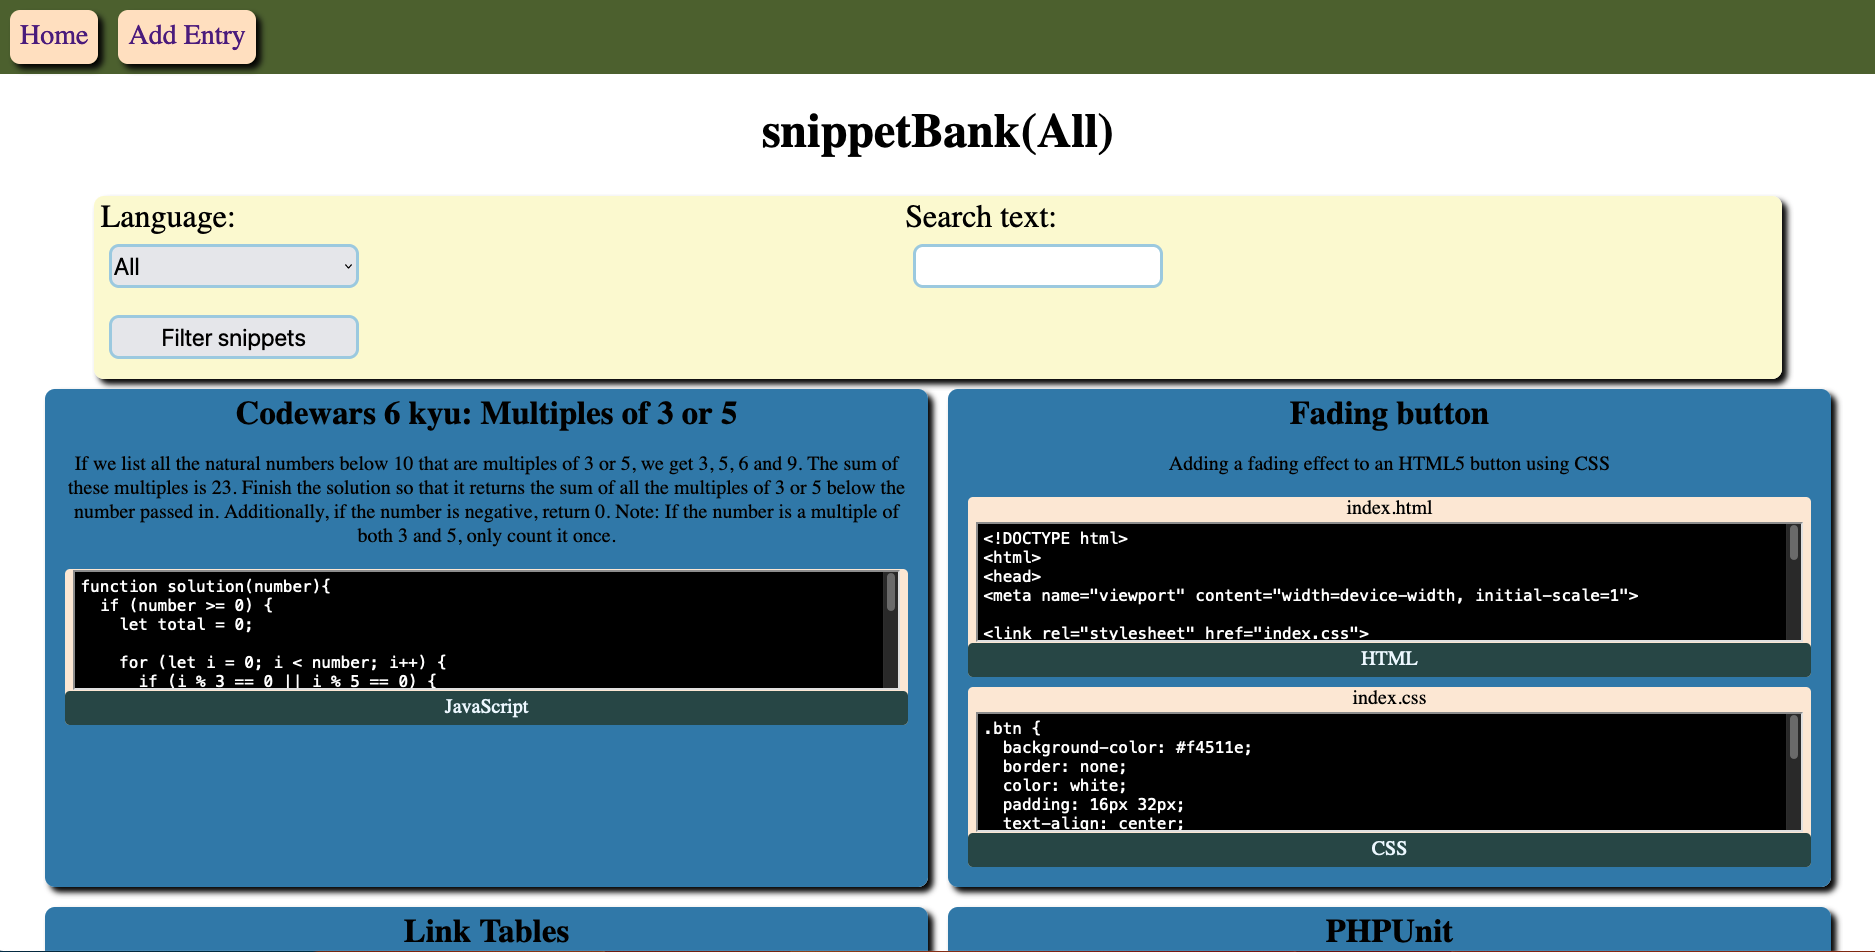 Home
Add Entry
snippetBank(All)
Language:
Search text:
All
Filter snippets
Codewars 6 kyu: Multiples of 3 or 5
If we list all the natural numbers below 10 that are multiples of 3 or 5, we get 3, 5, 6 and 9. The sum of
these multiples is 23. Finish the solution so that it returns the sum of all the multiples of 3 or 5 below the
number passed in. Additionally, if the number is negative, return 0. Note: If the number is a multiple of
both 3 and 5, only count it once.
function solution(number){
  if (number >= 0) {
    let total = 0;
    for (let i = 0; i < number; i++) {
      if (i % 3 == 0 || i % 5 == 0) {
JavaScript
Fading button
Adding a fading effect to an HTML5 button using CSS
index.html
<!DOCTYPE html>
<html>
<head>
<meta name="viewport" content="width=device-width, initial-scale=1">
<link rel="stylesheet" href="index.css">
HTML
index.css
.btn {
  background-color: #f4511e;
  border: none;
  color: white;
  padding: 16px 32px;
  text-align: center;
CSS
Link Tables
PHPUnit